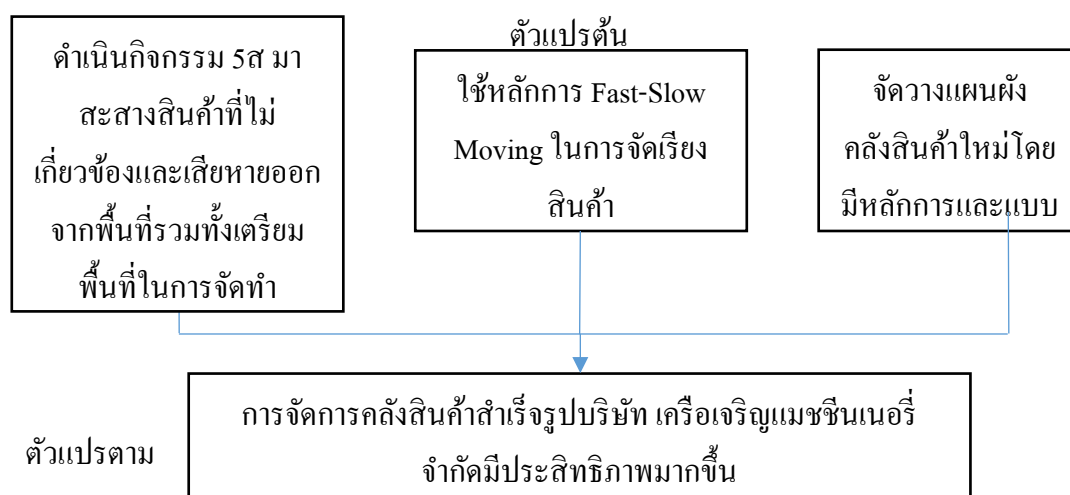 ตัวแปรต้น
ดำเนินกิจกรรม 5ส มา
สะสางสินค้าที่ไม่
เกี่ยวข้องและเสียหายออก
จากพื้นที่รวมทั้งเตรียม
พื้นที่ในการจัดทำ
ใช้หลักการ Fast-Slow
Moving ในการจัดเรียง
สินค้า
จัดวางแผนผัง
คลังสินค้าใหม่โดย
มีหลักการและแบบ
ตัวแปรตาม
การจัดการคลังสินค้าสำเร็จรูปบริษัท เครือเจริญแมชชีนเนอรี่
จำกัดมีประสิทธิภาพมากขึ้น